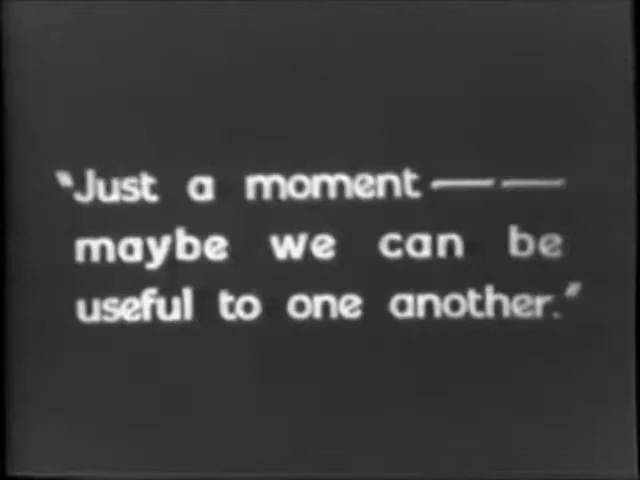 "Just a moment — —
maybe we can be
useful to one another."